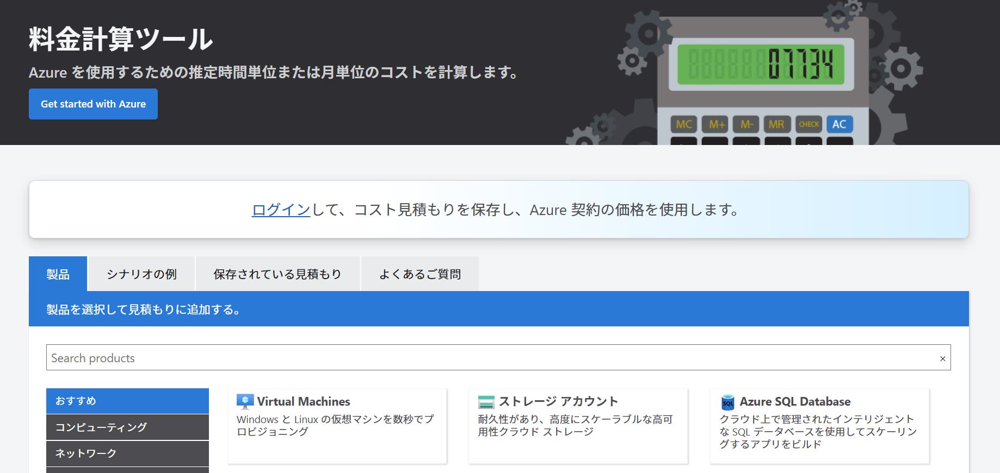 料金計算ツール
Azure を使用するための推定時間単位または月単位のコストを計算します。
Get started with Azure
07734
MC M+ M- MR CHECK AC
ログインして、コスト見積もりを保存し、Azure 契約の価格を使用します。
製品 シナリオの例 保存されている見積もり よくあるご質問
製品を選択して見積もりに追加する。
Search products ×
おすすめ
コンピューティング
ネットワーク
Virtual Machines
Windows と Linux の仮想マシンを数秒でプ
ロビジョニング
ストレージ アカウント
耐久性があり、高度にスケーラブルな高可
用性クラウド ストレージ
SQL Azure SQL Database
クラウド上で管理されたインテリジェント
な SQL データベースを使用してスケーリン
グするアプリをビルド